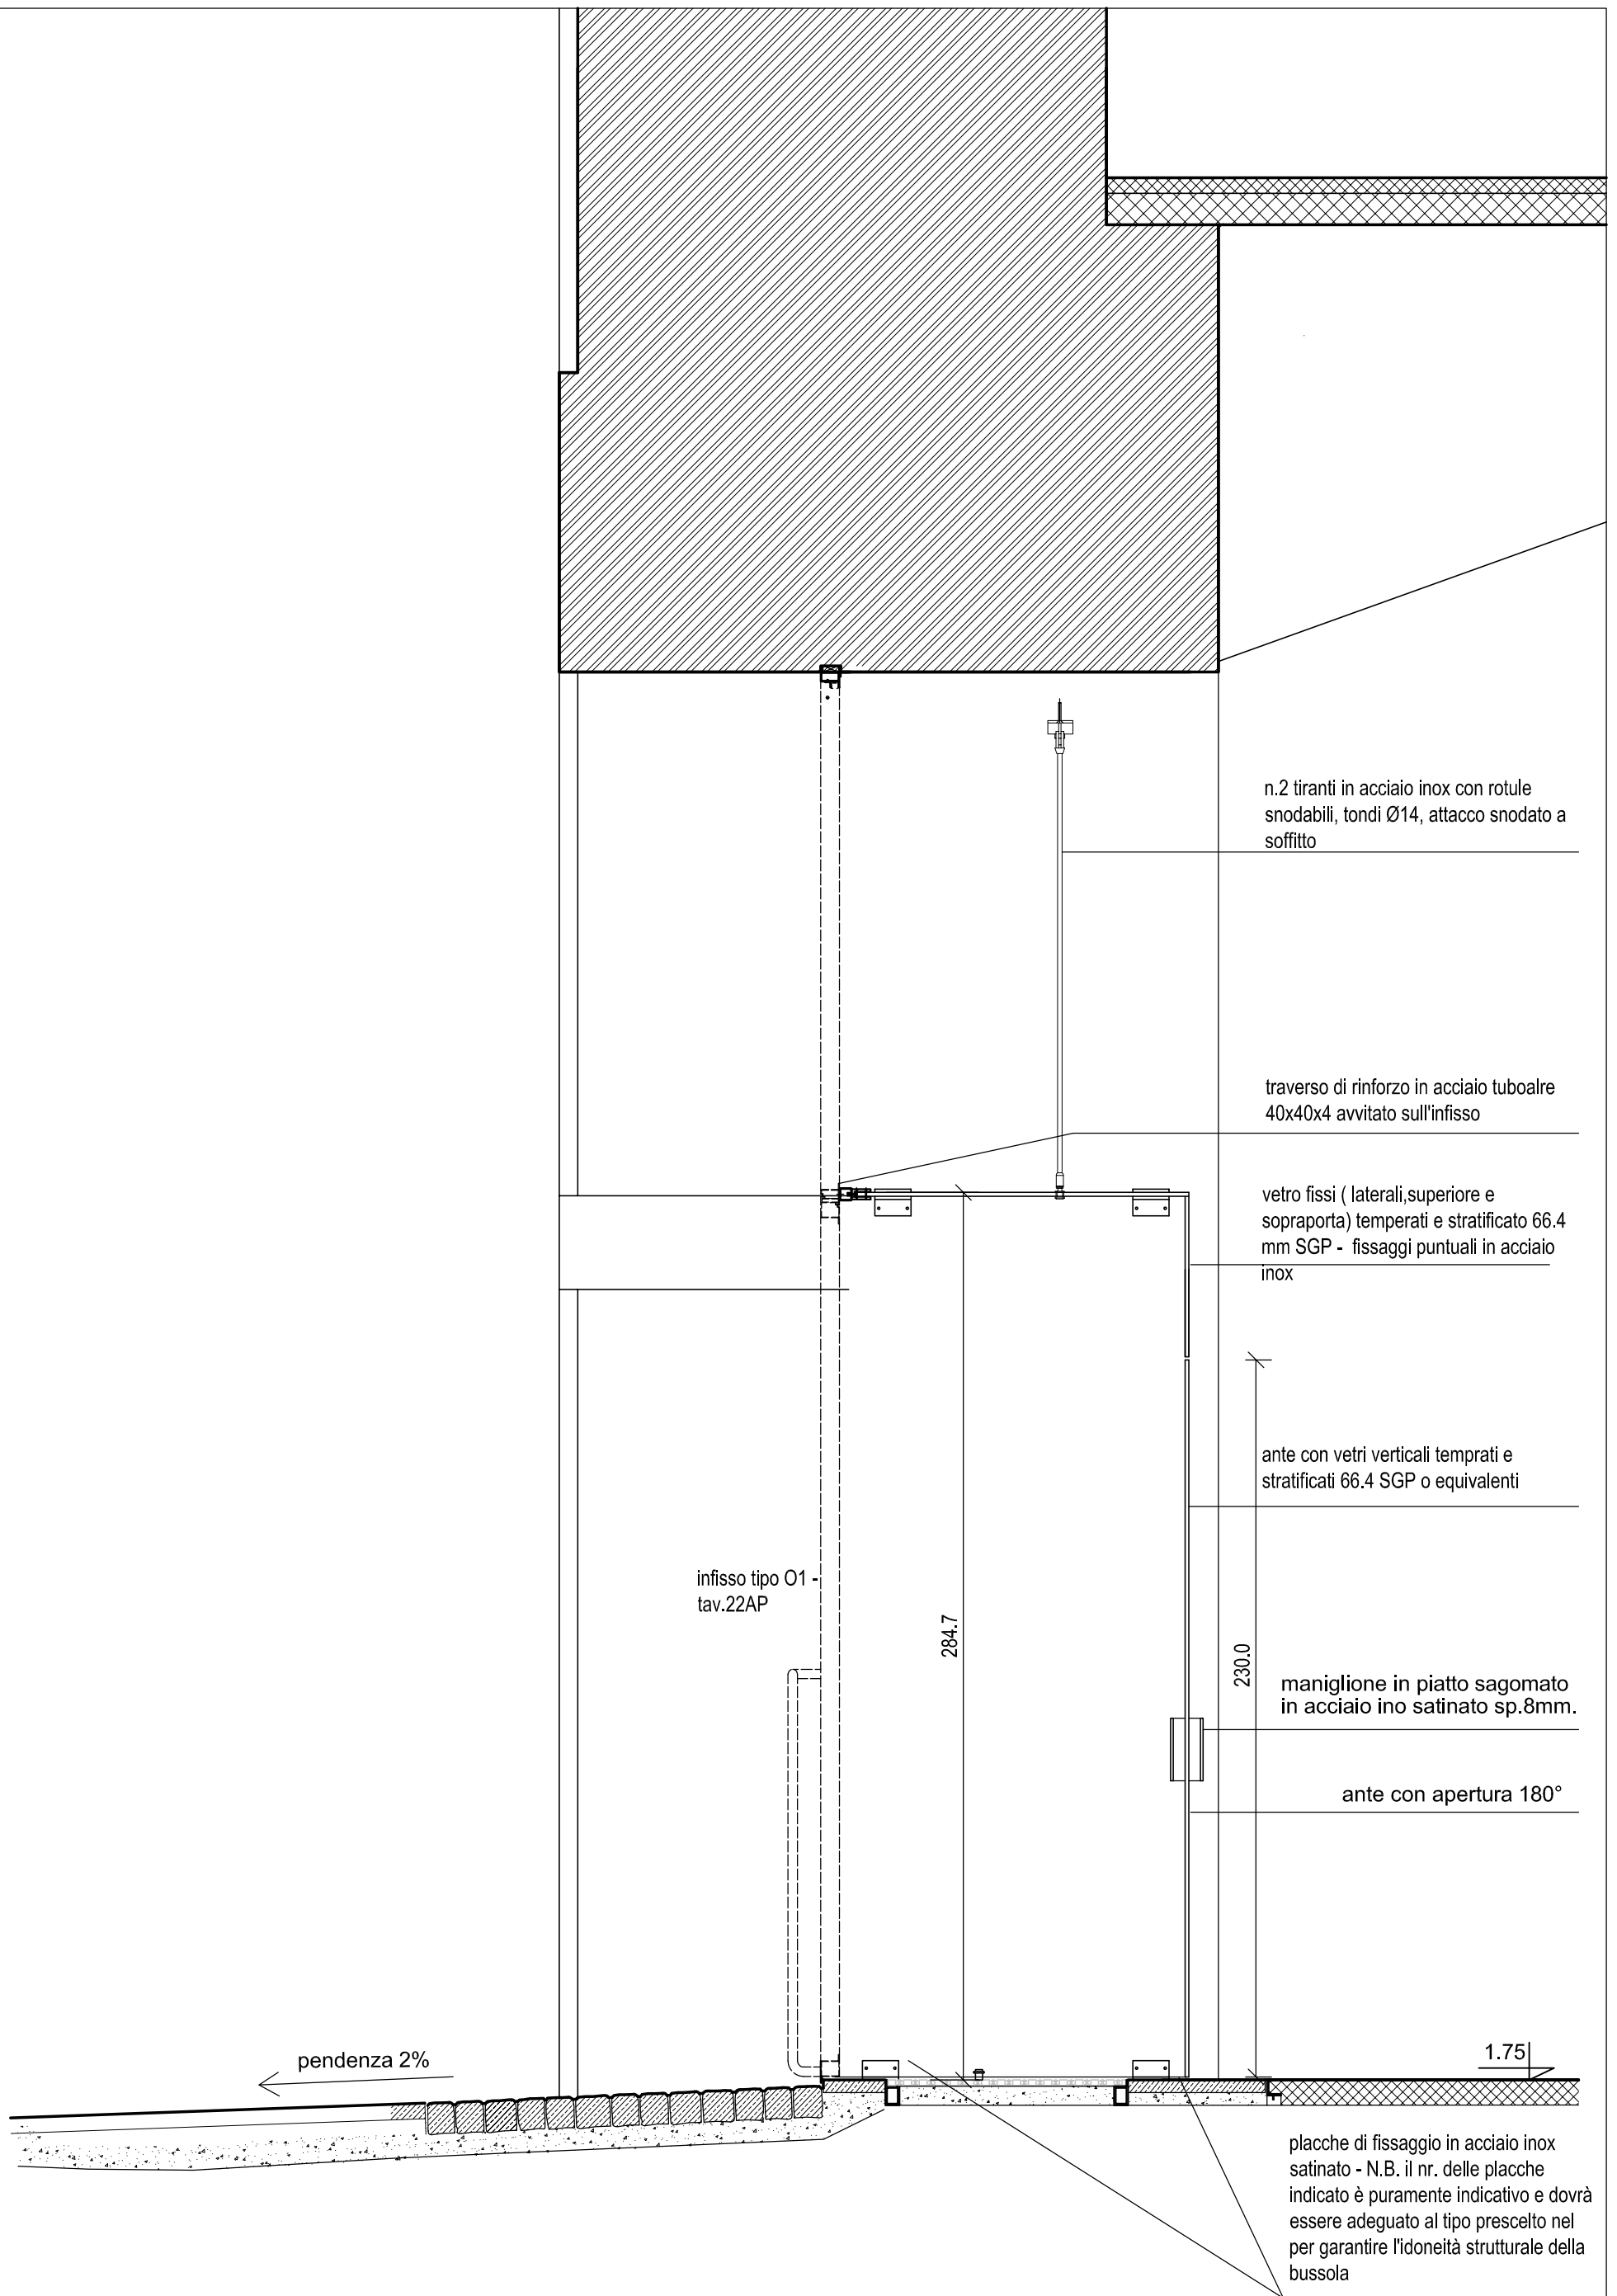 n.2 tiranti in acciaio inox con rotule
snodabili, tondi Ø14, attacco snodato a
soffitto
traverso di rinforzo in acciaio tuboalre
40x40x4 avvitato sull'infisso
vetro fissi ( laterali,superiore e
sopraporta) temperati e stratificato 66.4
mm SGP - fissaggi puntuali in acciaio
inox
ante con vetri verticali temprati e
stratificati 66.4 SGP o equivalenti
infisso tipo O1 -
tav.22AP
284.7
230.0
maniglione in piatto sagomato
in acciaio ino satinato sp.8mm.
ante con apertura 180°
pendenza 2%
1.75
placche di fissaggio in acciaio inox
satinato - N.B. il nr. delle placche
indicato è puramente indicativo e dovrà
essere adeguato al tipo prescelto nel
per garantire l'idoneità strutturale della
bussola